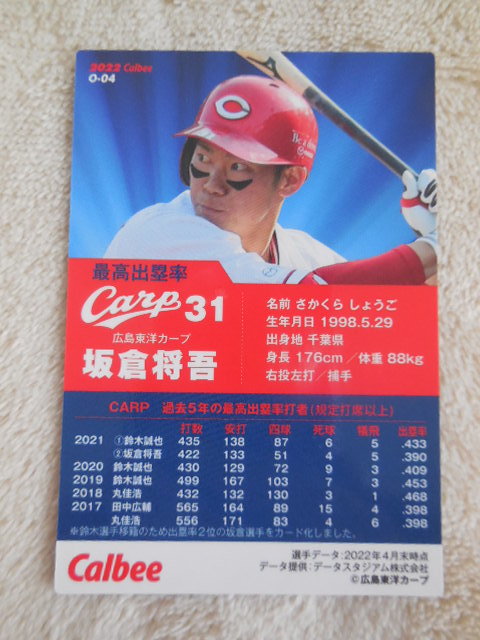 2022 Calbee
O-04
C
最高出塁率
Carp 31
広島東洋カープ
坂倉将吾
名前 さかくら しょうご
生年月日 1998.5.29
出身地 千葉県
身長 176cm/体重 88kg
右投左打/捕手
CARP 過去5年の最高出塁率打者(規定打席以上)
打数 安打 四球 死球 犠飛 出塁率
2021 ①鈴木誠也 435 138 87 6 5 .433
②坂倉将吾 422 133 51 4 5 .390
2020 鈴木誠也 430 129 72 9 3 .409
2019 鈴木誠也 499 167 103 7 3 .453
2018 丸佳浩 432 132 130 3 1 .468
2017 田中広輔 565 164 89 15 4 .398
丸佳浩 556 171 83 4 6 .398
※鈴木選手移籍のため出塁率2位の坂倉選手をカード化しました。
Calbee
選手データ:2022年4月末時点
データ提供:データスタジアム株式会社
©広島東洋カープ